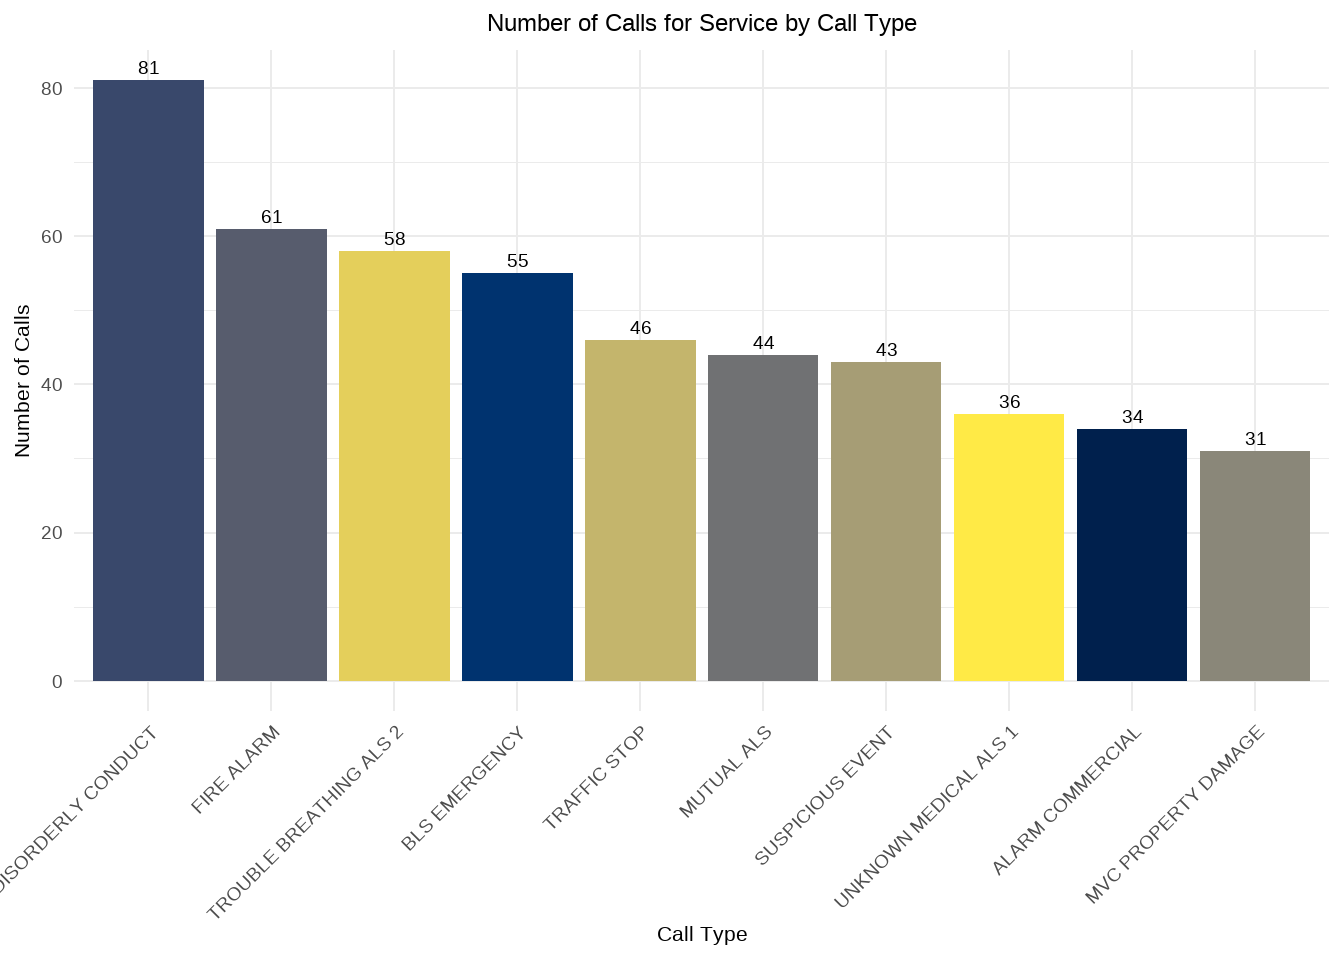 Number of Calls for Service by Call Type
Number of Calls
80
60
40
20
0
81
61
58
55
46
44
43
36
34
31
DISORDERLY CONDUCT
FIRE ALARM
TROUBLE BREATHING ALS 2
BLS EMERGENCY
TRAFFIC STOP
MUTUAL ALS
SUSPICIOUS EVENT
UNKNOWN MEDICAL ALS 1
ALARM COMMERCIAL
MVC PROPERTY DAMAGE
Call Type